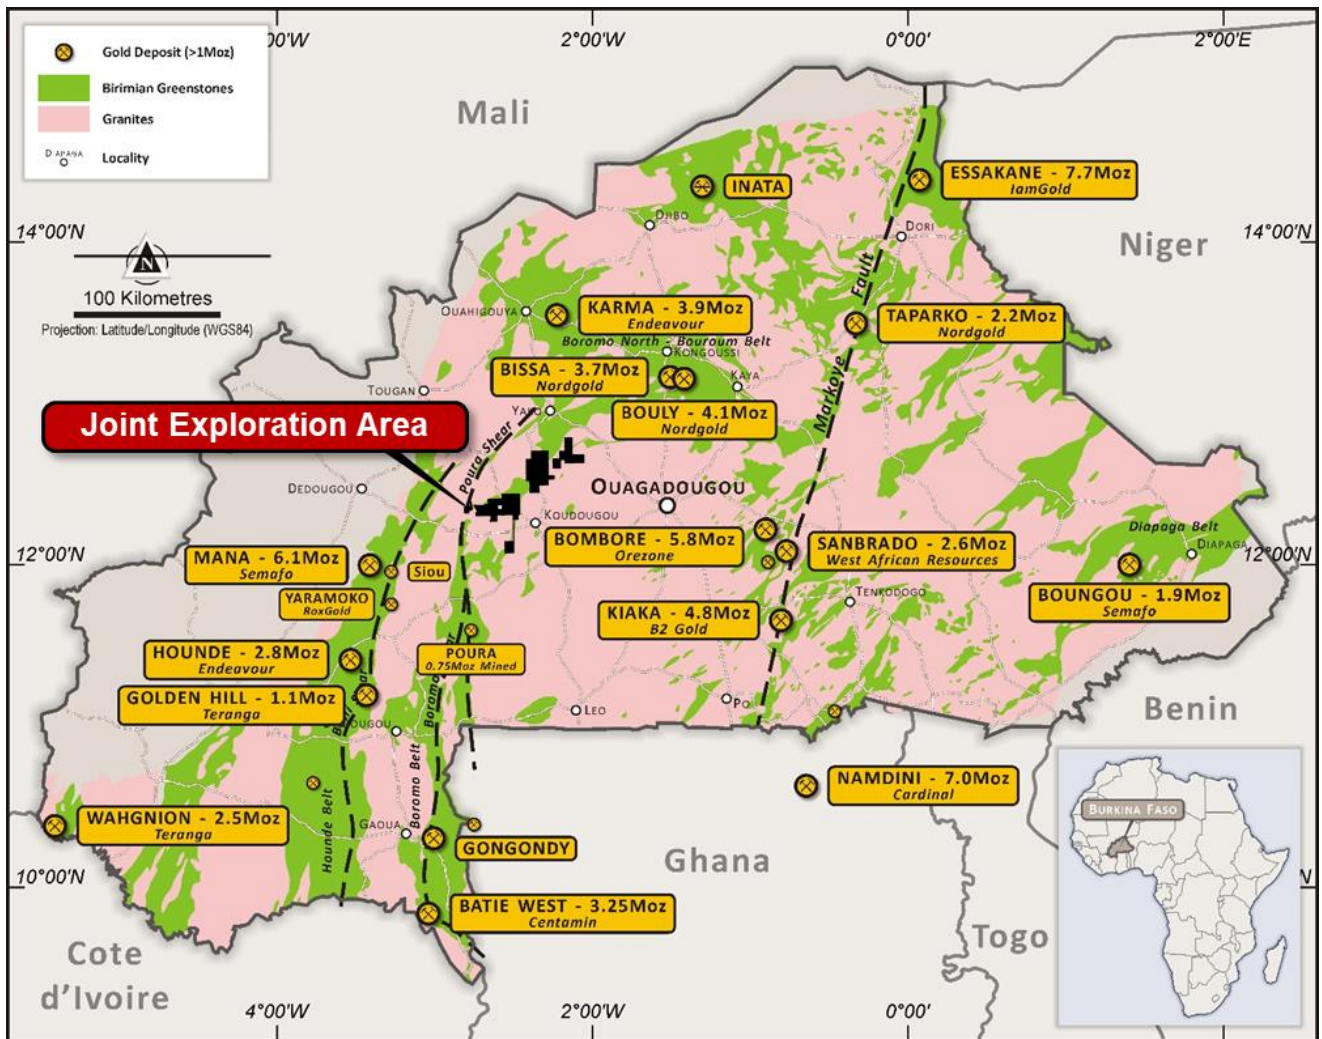 Gold Deposit (>1Moz)
Birimian Greenstones
Granites
DIAPAGA
Locality
00'W
2°00'W
0°00'
2°00'E
Mali
INATA
ESSAKANE - 7.7Moz
IamGold
DJIBO
DORI
14°00'N
14°00'N
Niger
N
100 Kilometres
Projection: Latitude/Longitude (WGS84)
OUAHIGOUYA
KARMA - 3.9Moz
Endeavour
Boromo North - Bouroum Belt
KONGOUSSI
Markoye Fault
TAPARKO - 2.2Moz
Nordgold
BISSA - 3.7Moz
Nordgold
KAYA
TOUGAN
YAKO
BOULY - 4.1Moz
Nordgold
Joint Exploration Area
Poura Shear
DEDOUGOU
OUAGADOUGOU
KOUDOUGOU
BOMBORE - 5.8Moz
Orezone
SANBRADO - 2.6Moz
West African Resources
Diapaga Belt
DIAPAGA
12°00'N
12°00'N
MANA - 6.1Moz
Semafo
Siou
YARAMOKO
RoxGold
BOUNGOU - 1.9Moz
Semafo
TENKODOGO
KIAKA - 4.8Moz
B2 Gold
HOUNDE - 2.8Moz
Endeavour
POURA
0.75Moz Mined
GOLDEN HILL - 1.1Moz
Teranga
Boromo
DOUGOU
LEO
PO
Benin
NAMDINI - 7.0Moz
Cardinal
WAHGNION - 2.5Moz
Teranga
Hounde Belt
Boromo Belt
GAOUA
GONGONDY
Ghana
BURKINA FASO
10°00'N
N
BATIE WEST - 3.25Moz
Centamin
Togo
Cote
d'Ivoire
4°00'W
2°00'W
0°00'